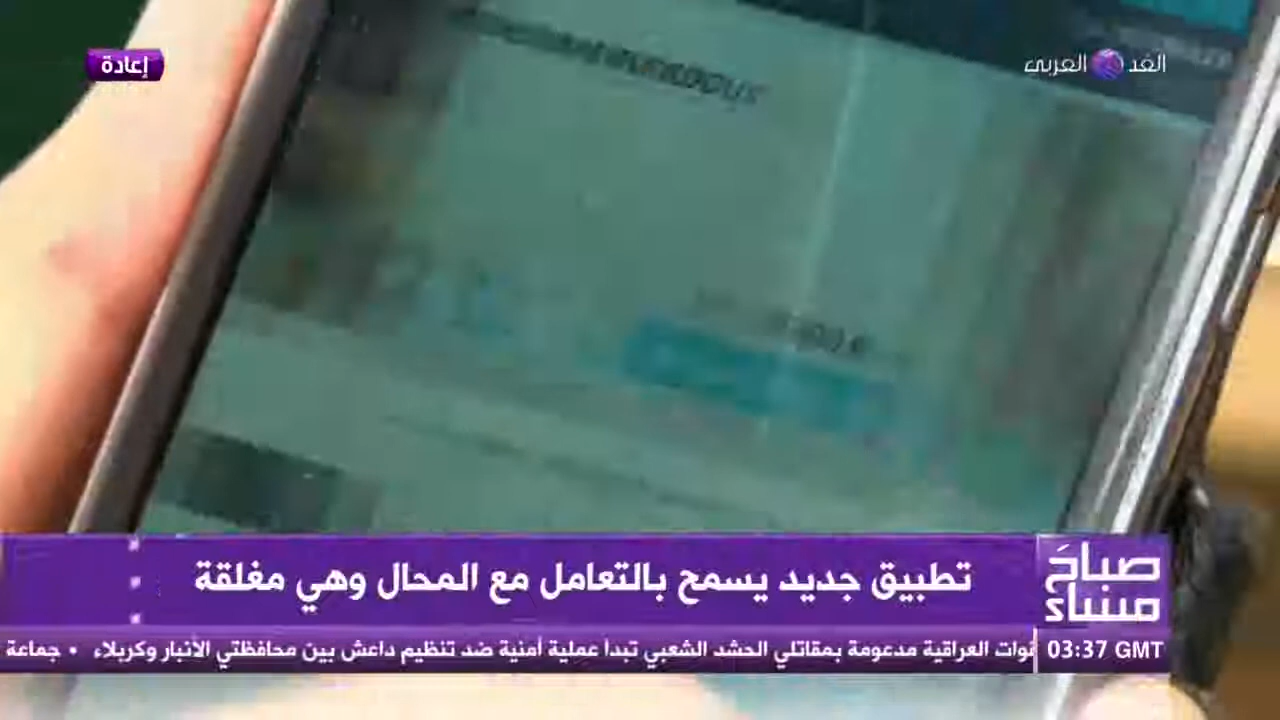 إعادة
الغد العربي
تطبيق جديد يسمح بالتعامل مع المحال وهي مغلقة
صباحَ مساءَ
قوات العراقية مدعومة بمقاتلي الحشد الشعبي تبدأ عملية أمنية ضد تنظيم داعش بين محافظتي الأنبار وكربلاء • جماعة
03:37 GMT